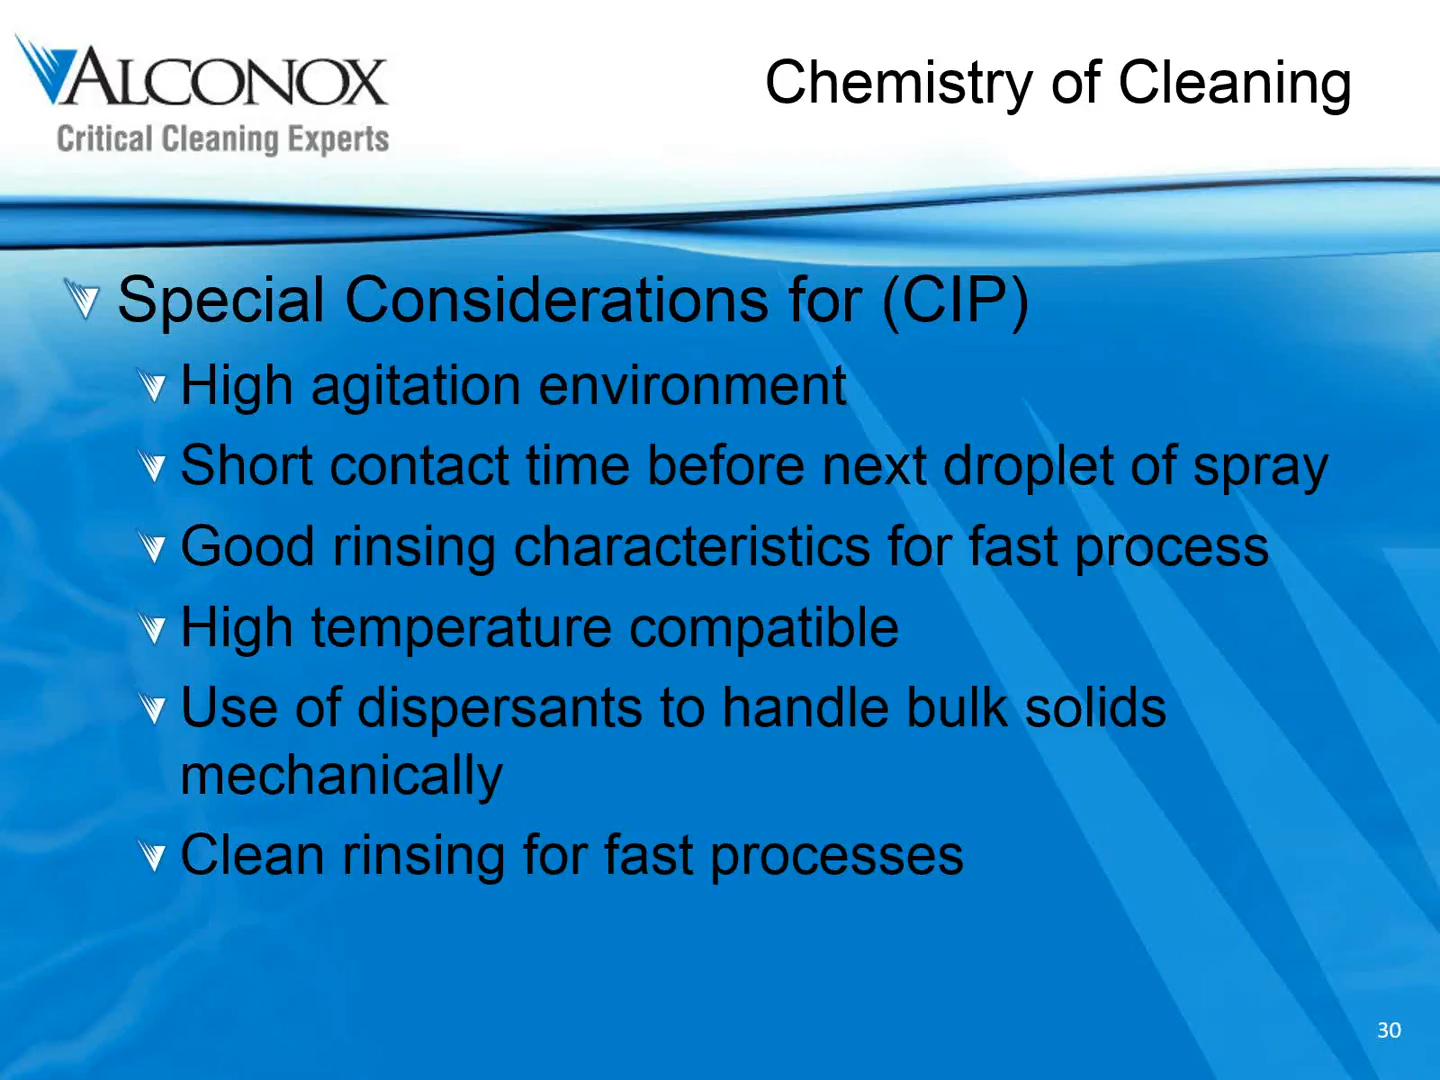 ALCONOX
Critical Cleaning Experts
Chemistry of Cleaning
Special Considerations for (CIP)
High agitation environment
Short contact time before next droplet of spray
Good rinsing characteristics for fast process
High temperature compatible
Use of dispersants to handle bulk solids
mechanically
Clean rinsing for fast processes
30